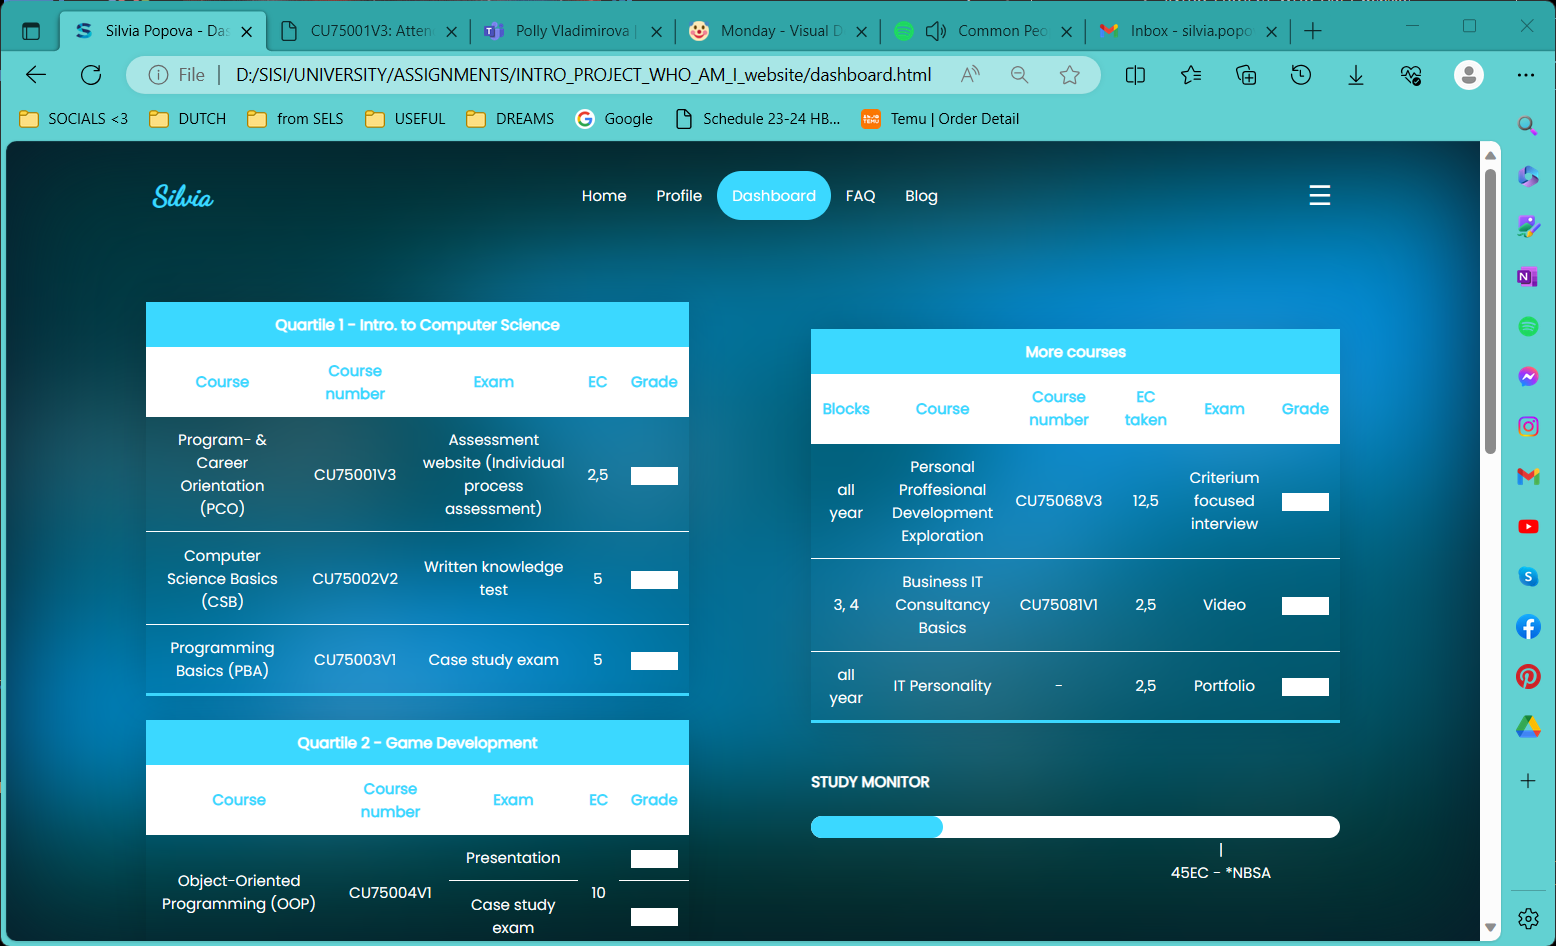 Silvia Popova - Das
CU75001V3: Atten
Polly Vladimirova |
Monday - Visual D
Common Peo
Inbox - silvia.popo
File
D:/SISI/UNIVERSITY/ASSIGNMENTS/INTRO_PROJECT_WHO_AM_I_website/dashboard.html
SOCIALS <3
DUTCH
from SELS
USEFUL
DREAMS
Google
Schedule 23-24 HB...
Temu | Order Detail
Silvia
Home
Profile
Dashboard
FAQ
Blog
Quartile 1 - Intro. to Computer Science
Course
Course
number
Exam
EC
Grade
Program- &
Career
Orientation
(PCO)
CU75001V3
Assessment
website (Individual
process
assessment)
2,5
Computer
Science Basics
(CSB)
CU75002V2
Written knowledge
test
5
Programming
Basics (PBA)
CU75003V1
Case study exam
5
Quartile 2 - Game Development
Course
Course
number
Exam
EC
Grade
Object-Oriented
Programming (OOP)
CU75004V1
Presentation
Case study
exam
10
More courses
Blocks
Course
Course
number
EC
taken
Exam
Grade
all
year
Personal
Proffesional
Development
Exploration
CU75068V3
12,5
Criterium
focused
interview
3, 4
Business IT
Consultancy
Basics
CU75081V1
2,5
Video
all
year
IT Personality
-
2,5
Portfolio
STUDY MONITOR
45EC - *NBSA